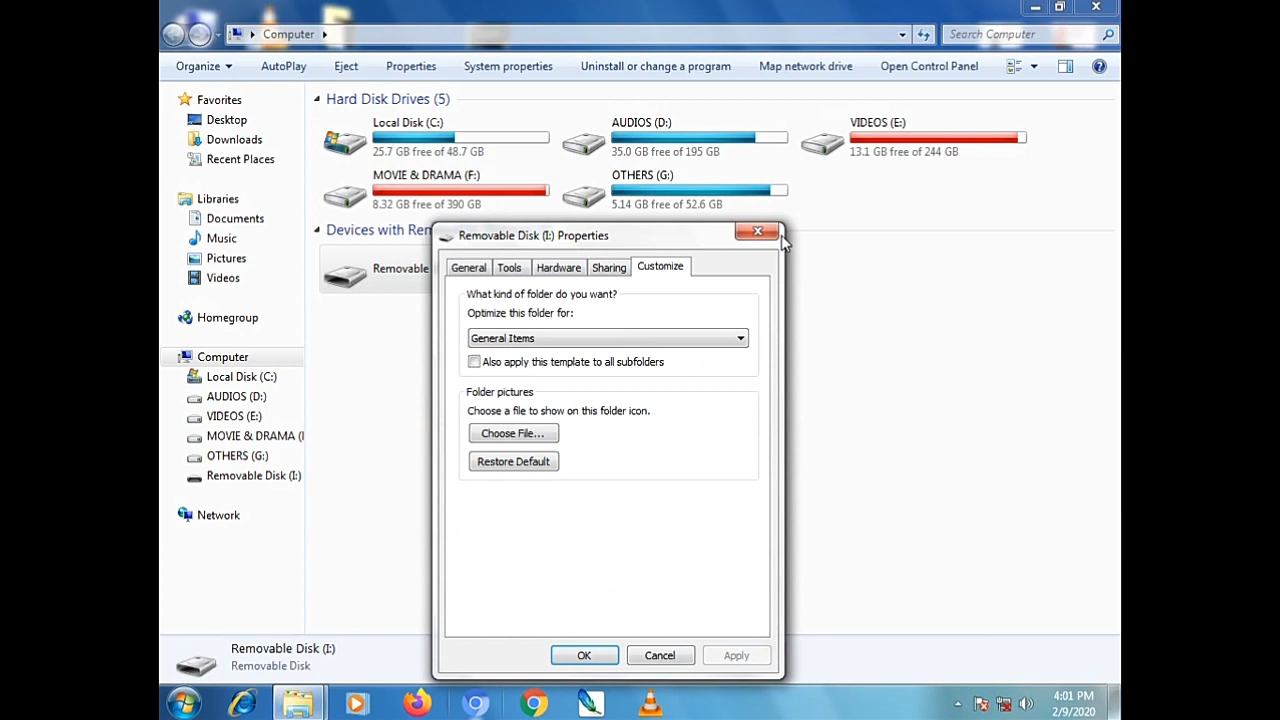 Computer
Search Computer
Organize AutoPlay Eject Properties System properties Uninstall or change a program Map network drive Open Control Panel
Favorites
Desktop
Downloads
Recent Places
Libraries
Documents
Music
Pictures
Videos
Homegroup
Computer
Local Disk (C:)
AUDIOS (D:)
VIDEOS (E:)
MOVIE & DRAMA (
OTHERS (G:)
Removable Disk (I:)
Network
Hard Disk Drives (5)
Local Disk (C:)
25.7 GB free of 48.7 GB
AUDIOS (D:)
35.0 GB free of 195 GB
VIDEOS (E:)
13.1 GB free of 244 GB
MOVIE & DRAMA (F:)
8.32 GB free of 390 GB
OTHERS (G:)
5.14 GB free of 52.6 GB
Devices with Rem
Removable
Removable Disk (I:) Properties
General Tools Hardware Sharing Customize
What kind of folder do you want?
Optimize this folder for:
General Items
Also apply this template to all subfolders
Folder pictures
Choose a file to show on this folder icon.
Choose File...
Restore Default
OK Cancel Apply
Removable Disk (I:)
Removable Disk
4:01 PM
2/9/2020